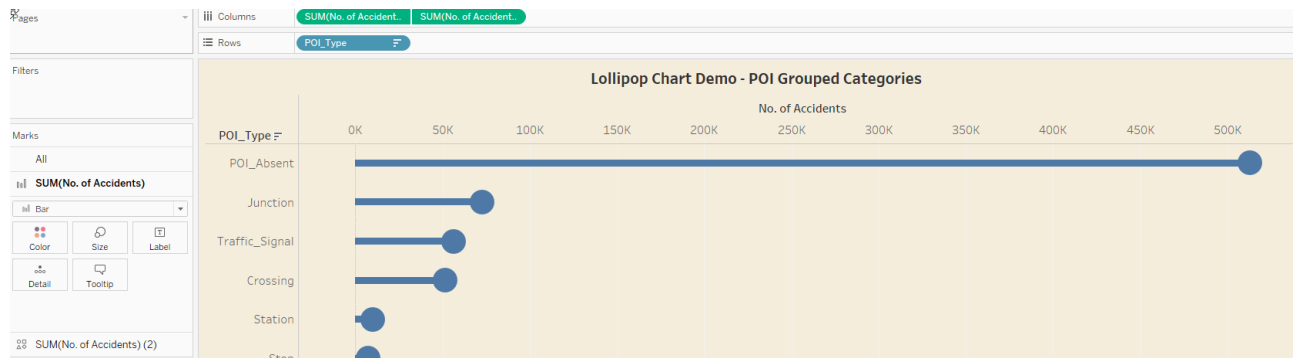 Pages
Columns
SUM(No. of Accident.. SUM(No. of Accident..
Rows
POI_Type
Filters
Marks
All
SUM(No. of Accidents)
Bar
Color Size Label
Detail Tooltip
SUM(No. of Accidents) (2)
Lollipop Chart Demo - POI Grouped Categories
No. of Accidents
POI_Type
0K 50K 100K 150K 200K 250K 300K 350K 400K 450K 500K
POI_Absent
Junction
Traffic_Signal
Crossing
Station
Stop